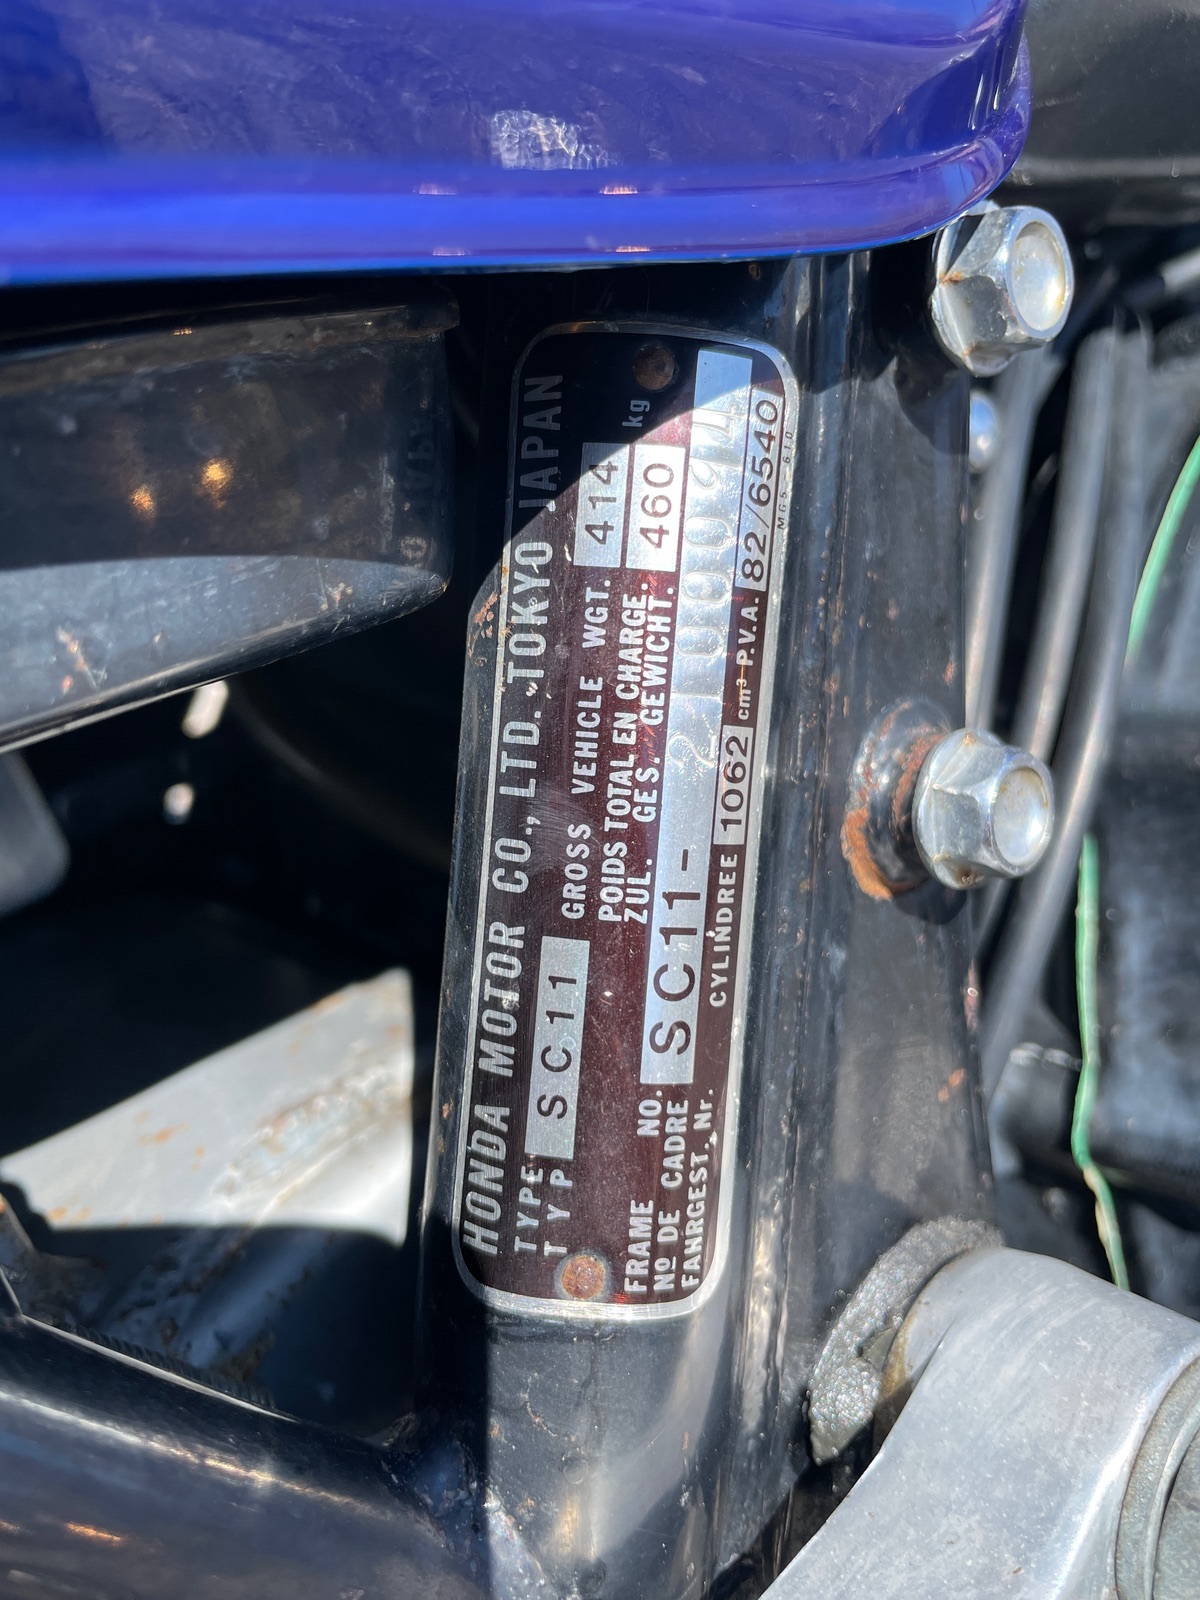 HONDA MOTOR CO., LTD. TOKYO JAPAN
TYPE
TYP
SC11
GROSS VEHICLE WGT. 414 kg
POIDS TOTAL EN CHARGE.
ZUL. GES. GEWICHT. 460
FRAME NO.
Nº DE CADRE
FAHRGEST. Nr.
SC11-
CYLINDREE 1062 cm³ P.V.A. 82/6540